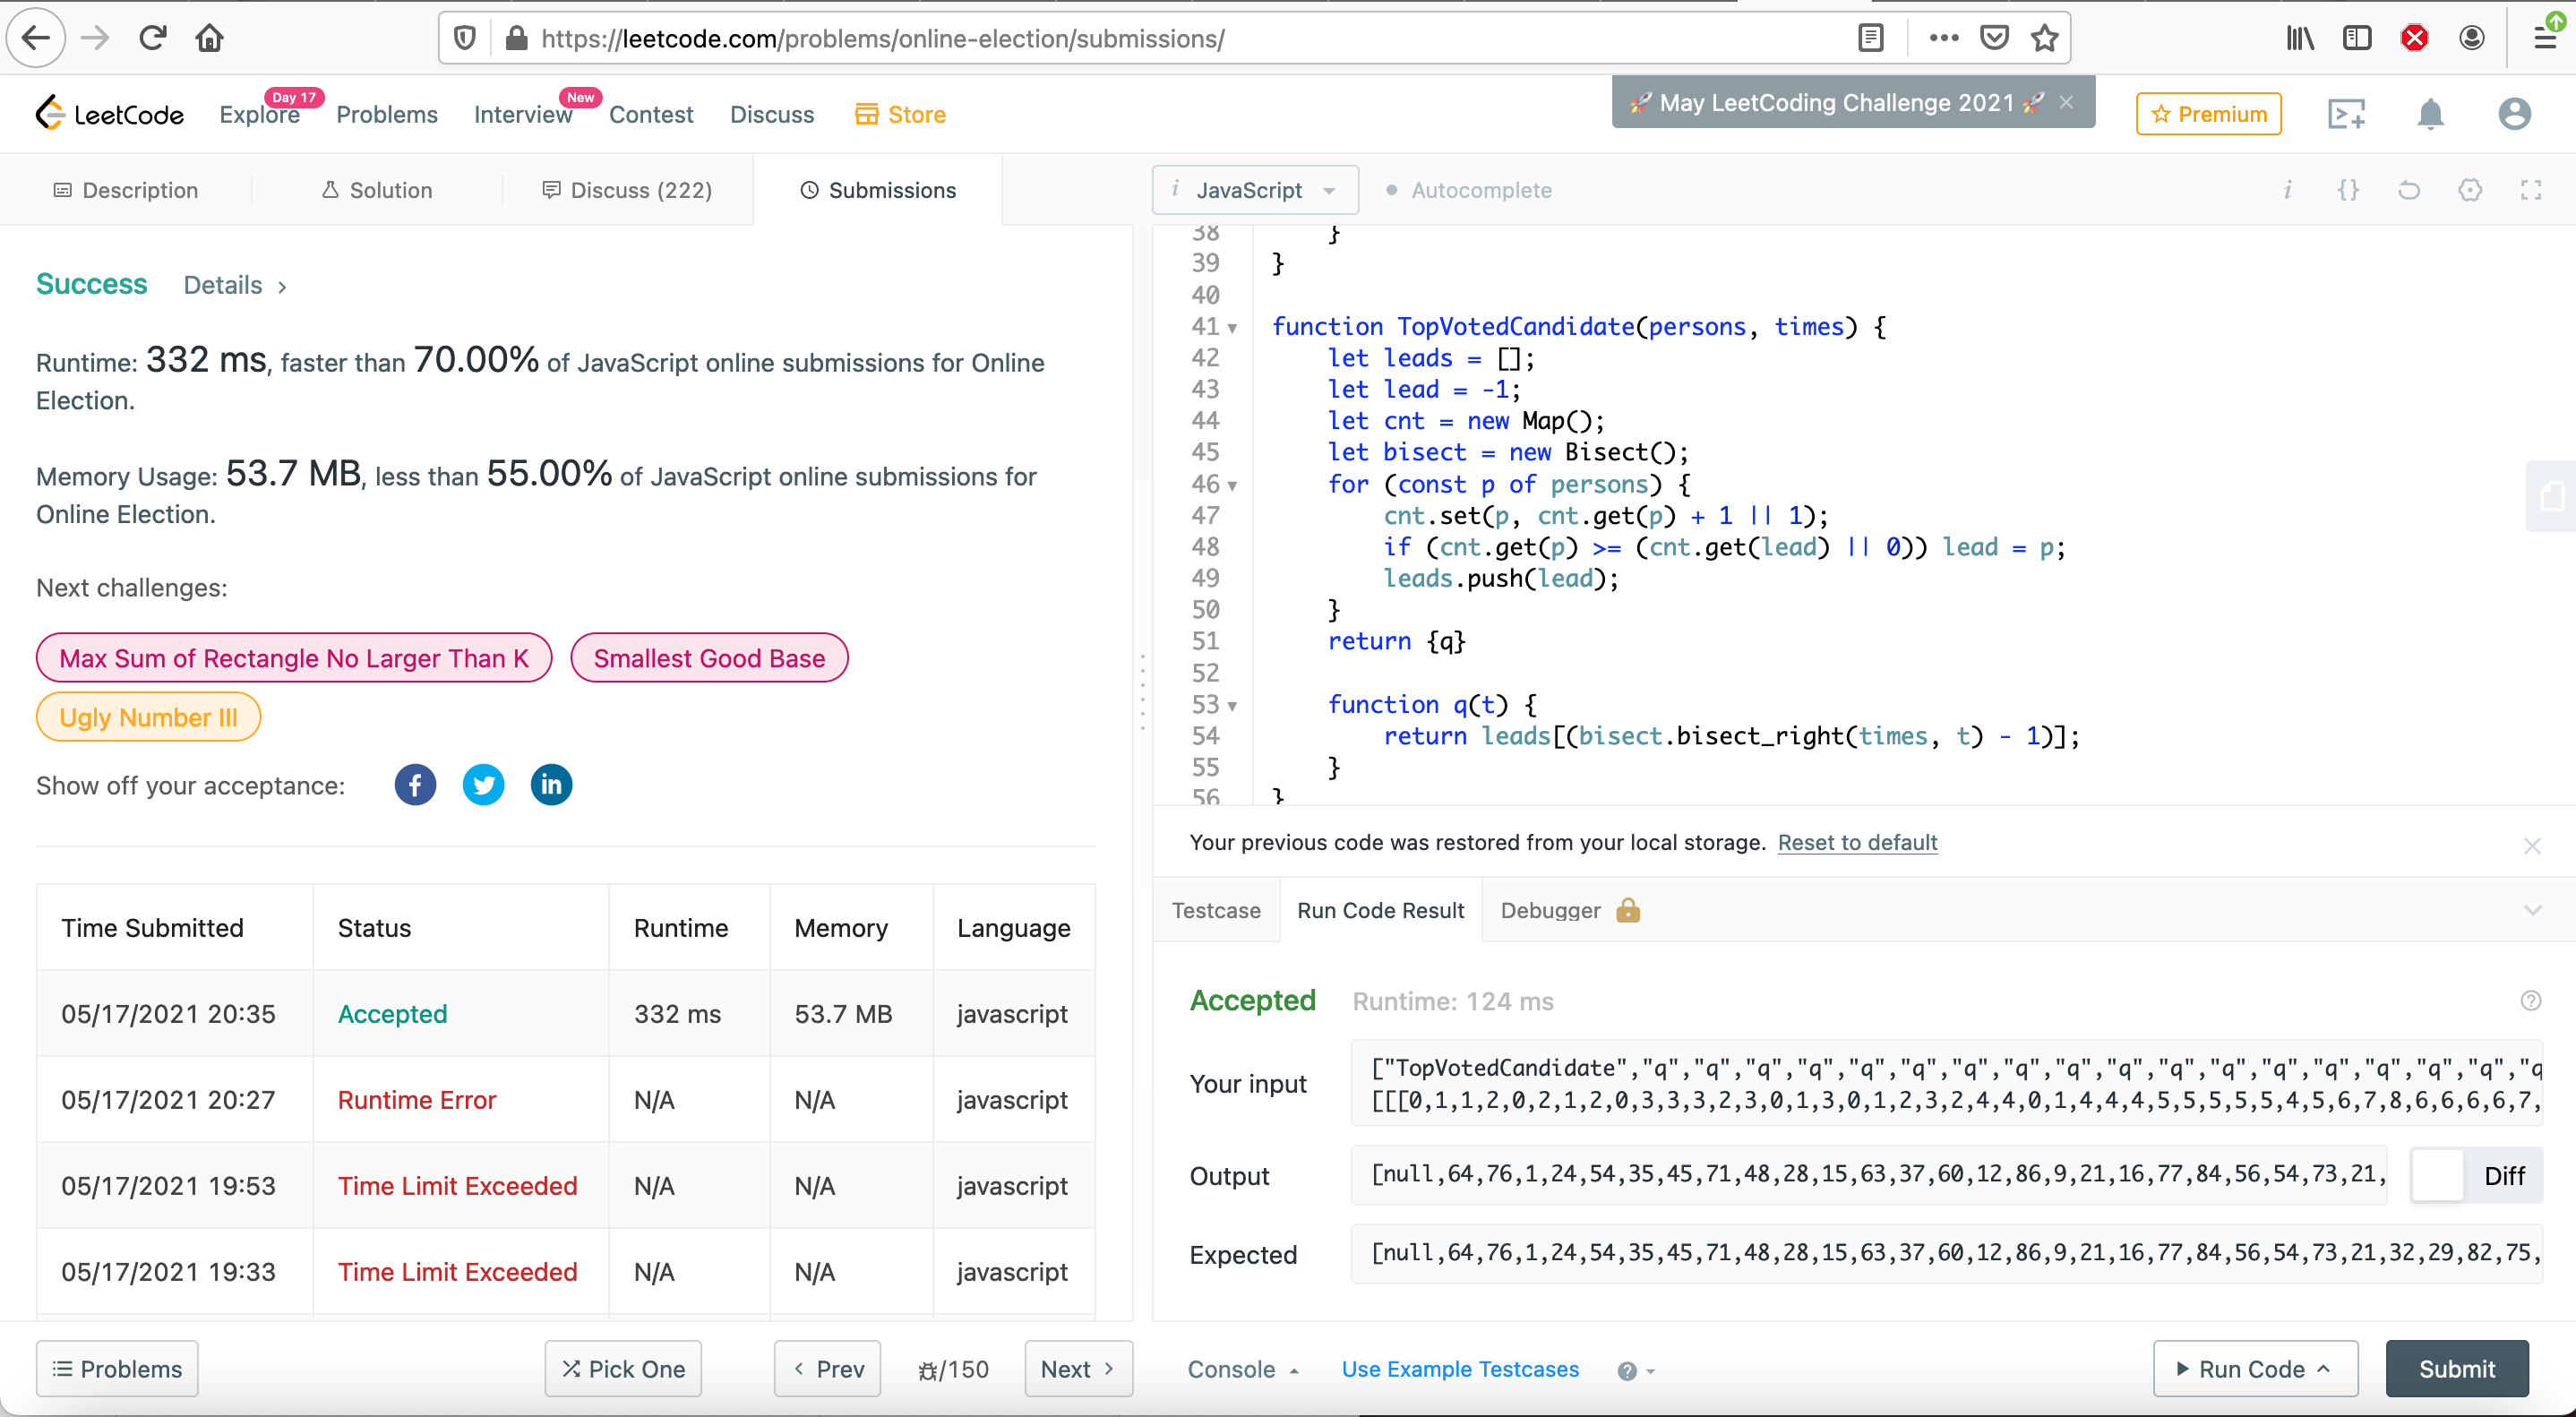 https://leetcode.com/problems/online-election/submissions/
LeetCode
Explore
Day 17
Problems
Interview
New
Contest
Discuss
Store
🚀 May LeetCoding Challenge 2021 🚀
Premium
Description
Solution
Discuss (222)
Submissions
i JavaScript
Autocomplete
Success Details
Runtime: 332 ms, faster than 70.00% of JavaScript online submissions for Online
Election.
Memory Usage: 53.7 MB, less than 55.00% of JavaScript online submissions for
Online Election.
Next challenges:
Max Sum of Rectangle No Larger Than K
Smallest Good Base
Ugly Number III
Show off your acceptance:
Time Submitted Status Runtime Memory Language
05/17/2021 20:35 Accepted 332 ms 53.7 MB javascript
05/17/2021 20:27 Runtime Error N/A N/A javascript
05/17/2021 19:53 Time Limit Exceeded N/A N/A javascript
05/17/2021 19:33 Time Limit Exceeded N/A N/A javascript
Problems
Pick One
Prev
/150
Next
38 }
39 }
40
41 function TopVotedCandidate(persons, times) {
42 let leads = [];
43 let lead = -1;
44 let cnt = new Map();
45 let bisect = new Bisect();
46 for (const p of persons) {
47 cnt.set(p, cnt.get(p) + 1 || 1);
48 if (cnt.get(p) >= (cnt.get(lead) || 0)) lead = p;
49 leads.push(lead);
50 }
51 return {q}
52
53 function q(t) {
54 return leads[(bisect.bisect_right(times, t) - 1)];
55 }
56 }
Your previous code was restored from your local storage. Reset to default
Testcase
Run Code Result
Debugger
Accepted Runtime: 124 ms
Your input
["TopVotedCandidate","q","q","q","q","q","q","q","q","q","q","q","q","q","q","q","q","q","q
[[[0,1,1,2,0,2,1,2,0,3,3,3,2,3,0,1,3,0,1,2,3,2,4,4,0,1,4,4,4,5,5,5,5,5,4,5,6,7,8,6,6,6,6,7,
Output
[null,64,76,1,24,54,35,45,71,48,28,15,63,37,60,12,86,9,21,16,77,84,56,54,73,21,
Diff
Expected
[null,64,76,1,24,54,35,45,71,48,28,15,63,37,60,12,86,9,21,16,77,84,56,54,73,21,32,29,82,75,
Console
Use Example Testcases
Run Code
Submit